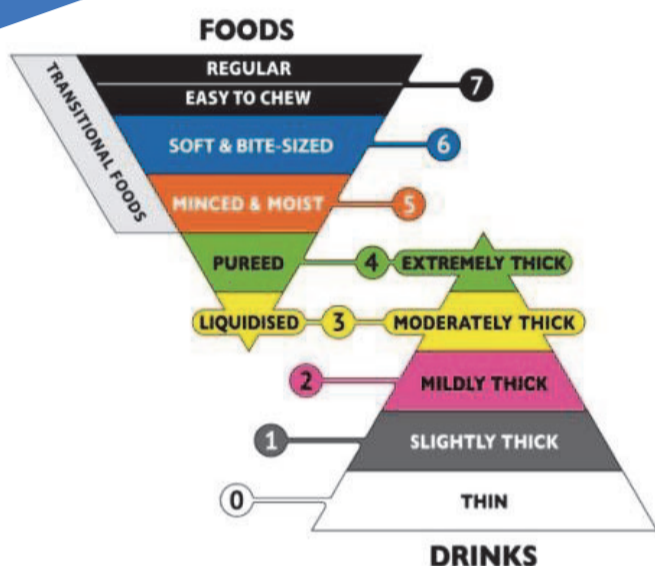 FOODS
REGULAR
EASY TO CHEW
7
TRANSITIONAL FOODS
SOFT & BITE-SIZED
6
MINCED & MOIST
5
PUREED
4
EXTREMELY THICK
LIQUIDISED
3
MODERATELY THICK
2
MILDLY THICK
1
SLIGHTLY THICK
0
THIN
DRINKS